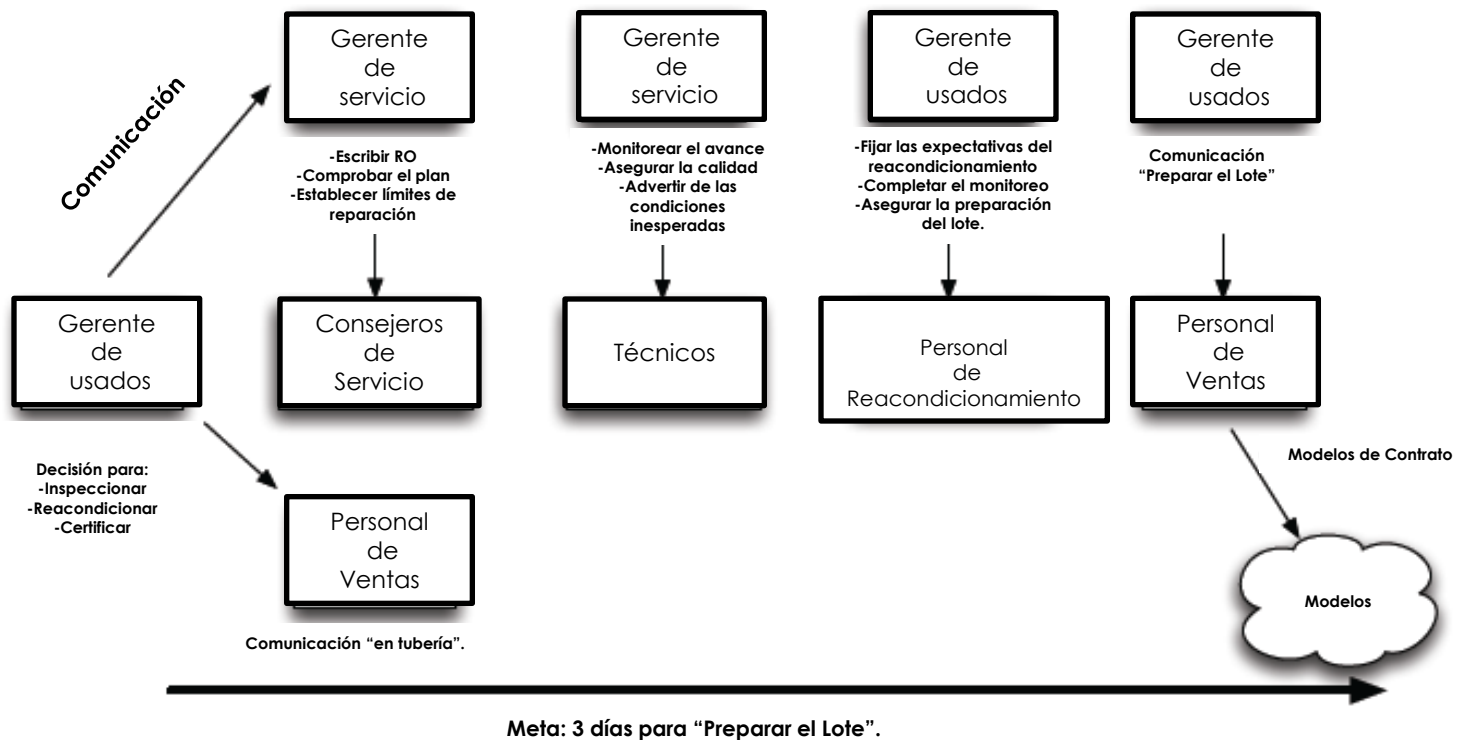 Gerente
de
servicio
Gerente
de
servicio
Gerente
de
usados
Gerente
de
usados
Comunicación
-Escribir RO
-Comprobar el plan
-Establecer límites de
reparación
-Monitorear el avance
-Asegurar la calidad
-Advertir de las
condiciones
inesperadas
-Fijar las expectativas del
reacondicionamiento
-Completar el monitoreo
-Asegurar la preparación
del lote.
Comunicación
“Preparar el Lote”
Gerente
de
usados
Consejeros
de
Servicio
Técnicos
Personal
de
Reacondicionamiento
Personal
de
Ventas
Decisión para:
-Inspeccionar
-Reacondicionar
-Certificar
Personal
de
Ventas
Comunicación “en tubería”.
Modelos de Contrato
Modelos
Meta: 3 días para “Preparar el Lote”.